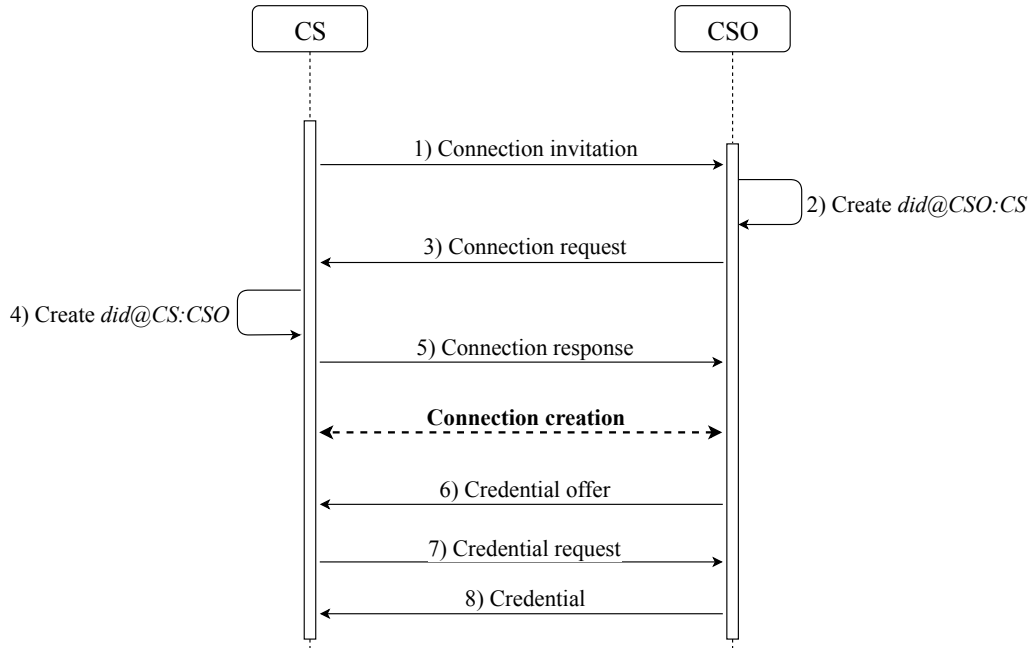 CS
CSO
1) Connection invitation
2) Create did@CSO:CS
3) Connection request
4) Create did@CS:CSO
5) Connection response
Connection creation
6) Credential offer
7) Credential request
8) Credential